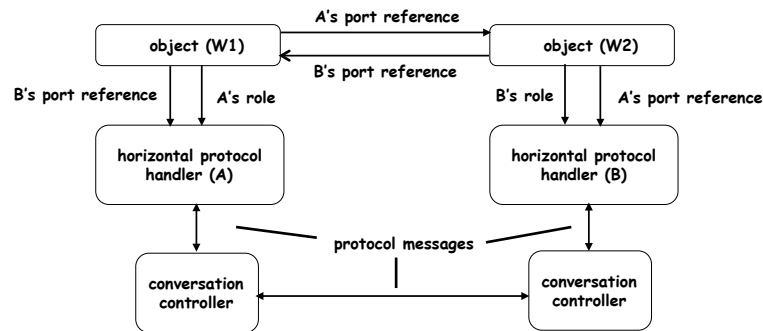 A's port reference
object (W1)
object (W2)
B's port reference
B's port reference
A's role
B's role
A's port reference
horizontal protocol
handler (A)
horizontal protocol
handler (B)
protocol messages
conversation
controller
conversation
controller